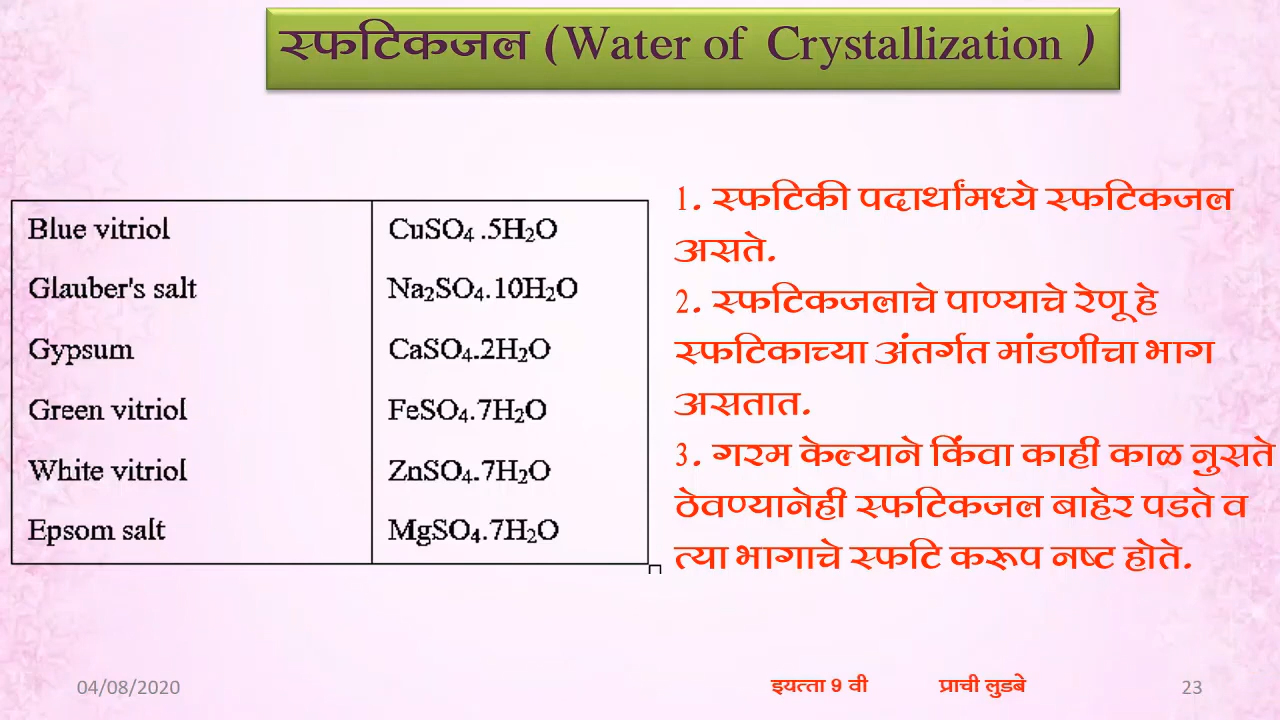 स्फटिकजल (Water of Crystallization )
Blue vitriol CuSO₄ .5H₂O
Glauber's salt Na₂SO₄.10H₂O
Gypsum CaSO₄.2H₂O
Green vitriol FeSO₄.7H₂O
White vitriol ZnSO₄.7H₂O
Epsom salt MgSO₄.7H₂O
1. स्फटिकी पदार्थांमध्ये स्फटिकजल
असते.
2. स्फटिकजलाचे पाण्याचे रेणू हे
स्फटिकाच्या अंतर्गत मांडणीचा भाग
असतात.
3. गरम केल्याने किंवा काही काळ नुसते
ठेवण्यानेही स्फटिकजल बाहेर पडते व
त्या भागाचे स्फटि करूप नष्ट होते.
04/08/2020 इयत्ता 9 वी प्राची लुडबे 23